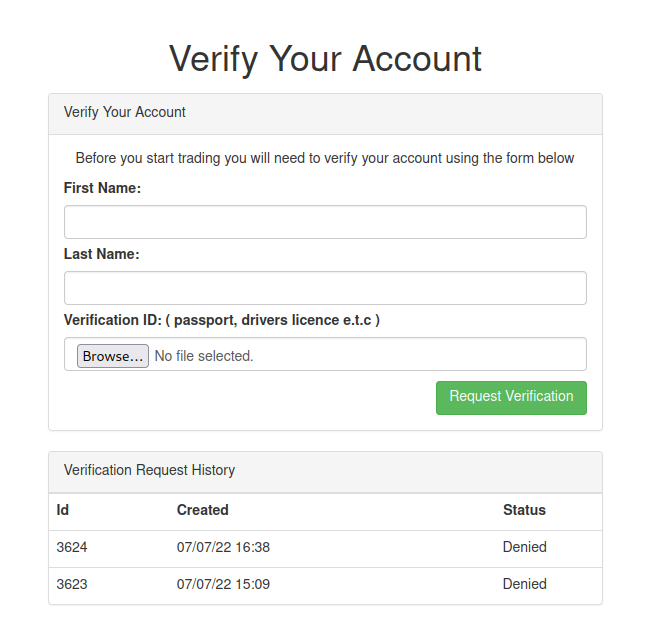 Verify Your Account
Verify Your Account
Before you start trading you will need to verify your account using the form below
First Name:
Last Name:
Verification ID: ( passport, drivers licence e.t.c )
Browse... No file selected.
Request Verification
Verification Request History
Id Created Status
3624 07/07/22 16:38 Denied
3623 07/07/22 15:09 Denied